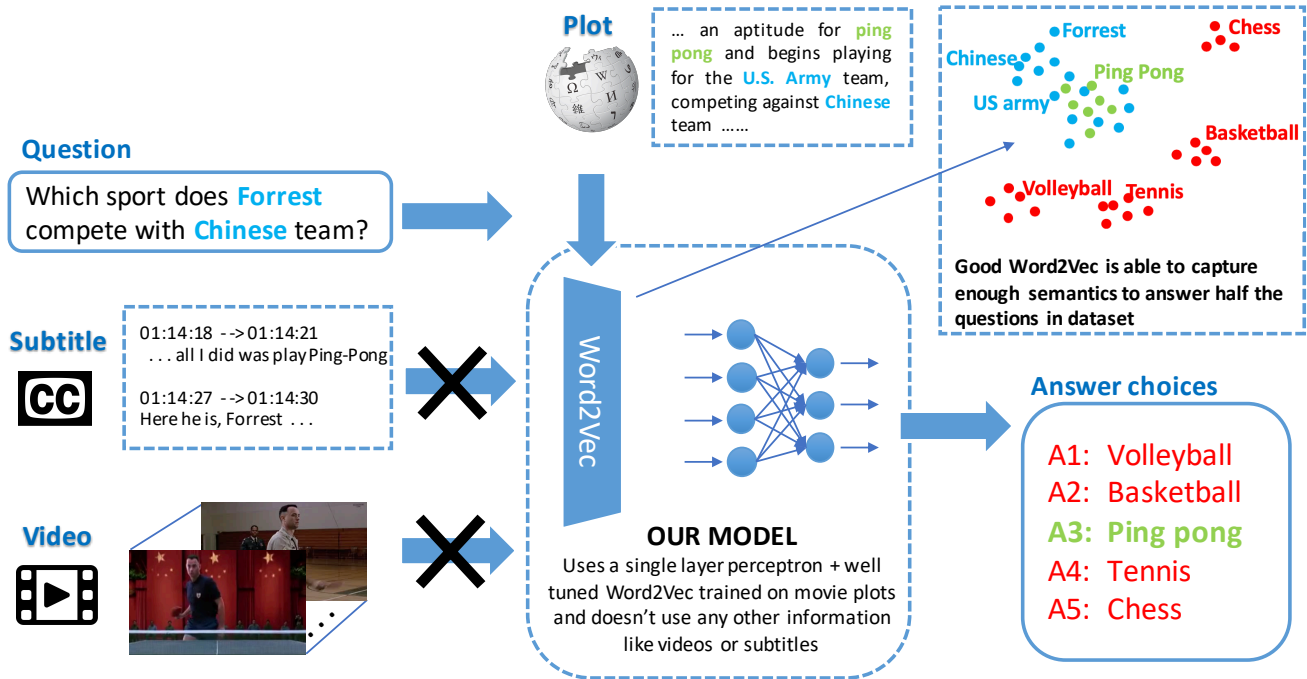 Plot
… an aptitude for ping
pong and begins playing
for the U.S. Army team,
competing against Chinese
team ……
Forrest
Chess
Chinese
Ping Pong
US army
Basketball
Volleyball
Tennis
Good Word2Vec is able to capture
enough semantics to answer half the
questions in dataset
Question
Which sport does Forrest
compete with Chinese team?
Subtitle
CC
01:14:18 -->01:14:21
. . . all I did was play Ping-Pong
01:14:27 -->01:14:30
Here he is, Forrest . . .
Video
. . .
Word2Vec
OUR MODEL
Uses a single layer perceptron + well
tuned Word2Vec trained on movie plots
and doesn't use any other information
like videos or subtitles
Answer choices
A1: Volleyball
A2: Basketball
A3: Ping pong
A4: Tennis
A5: Chess